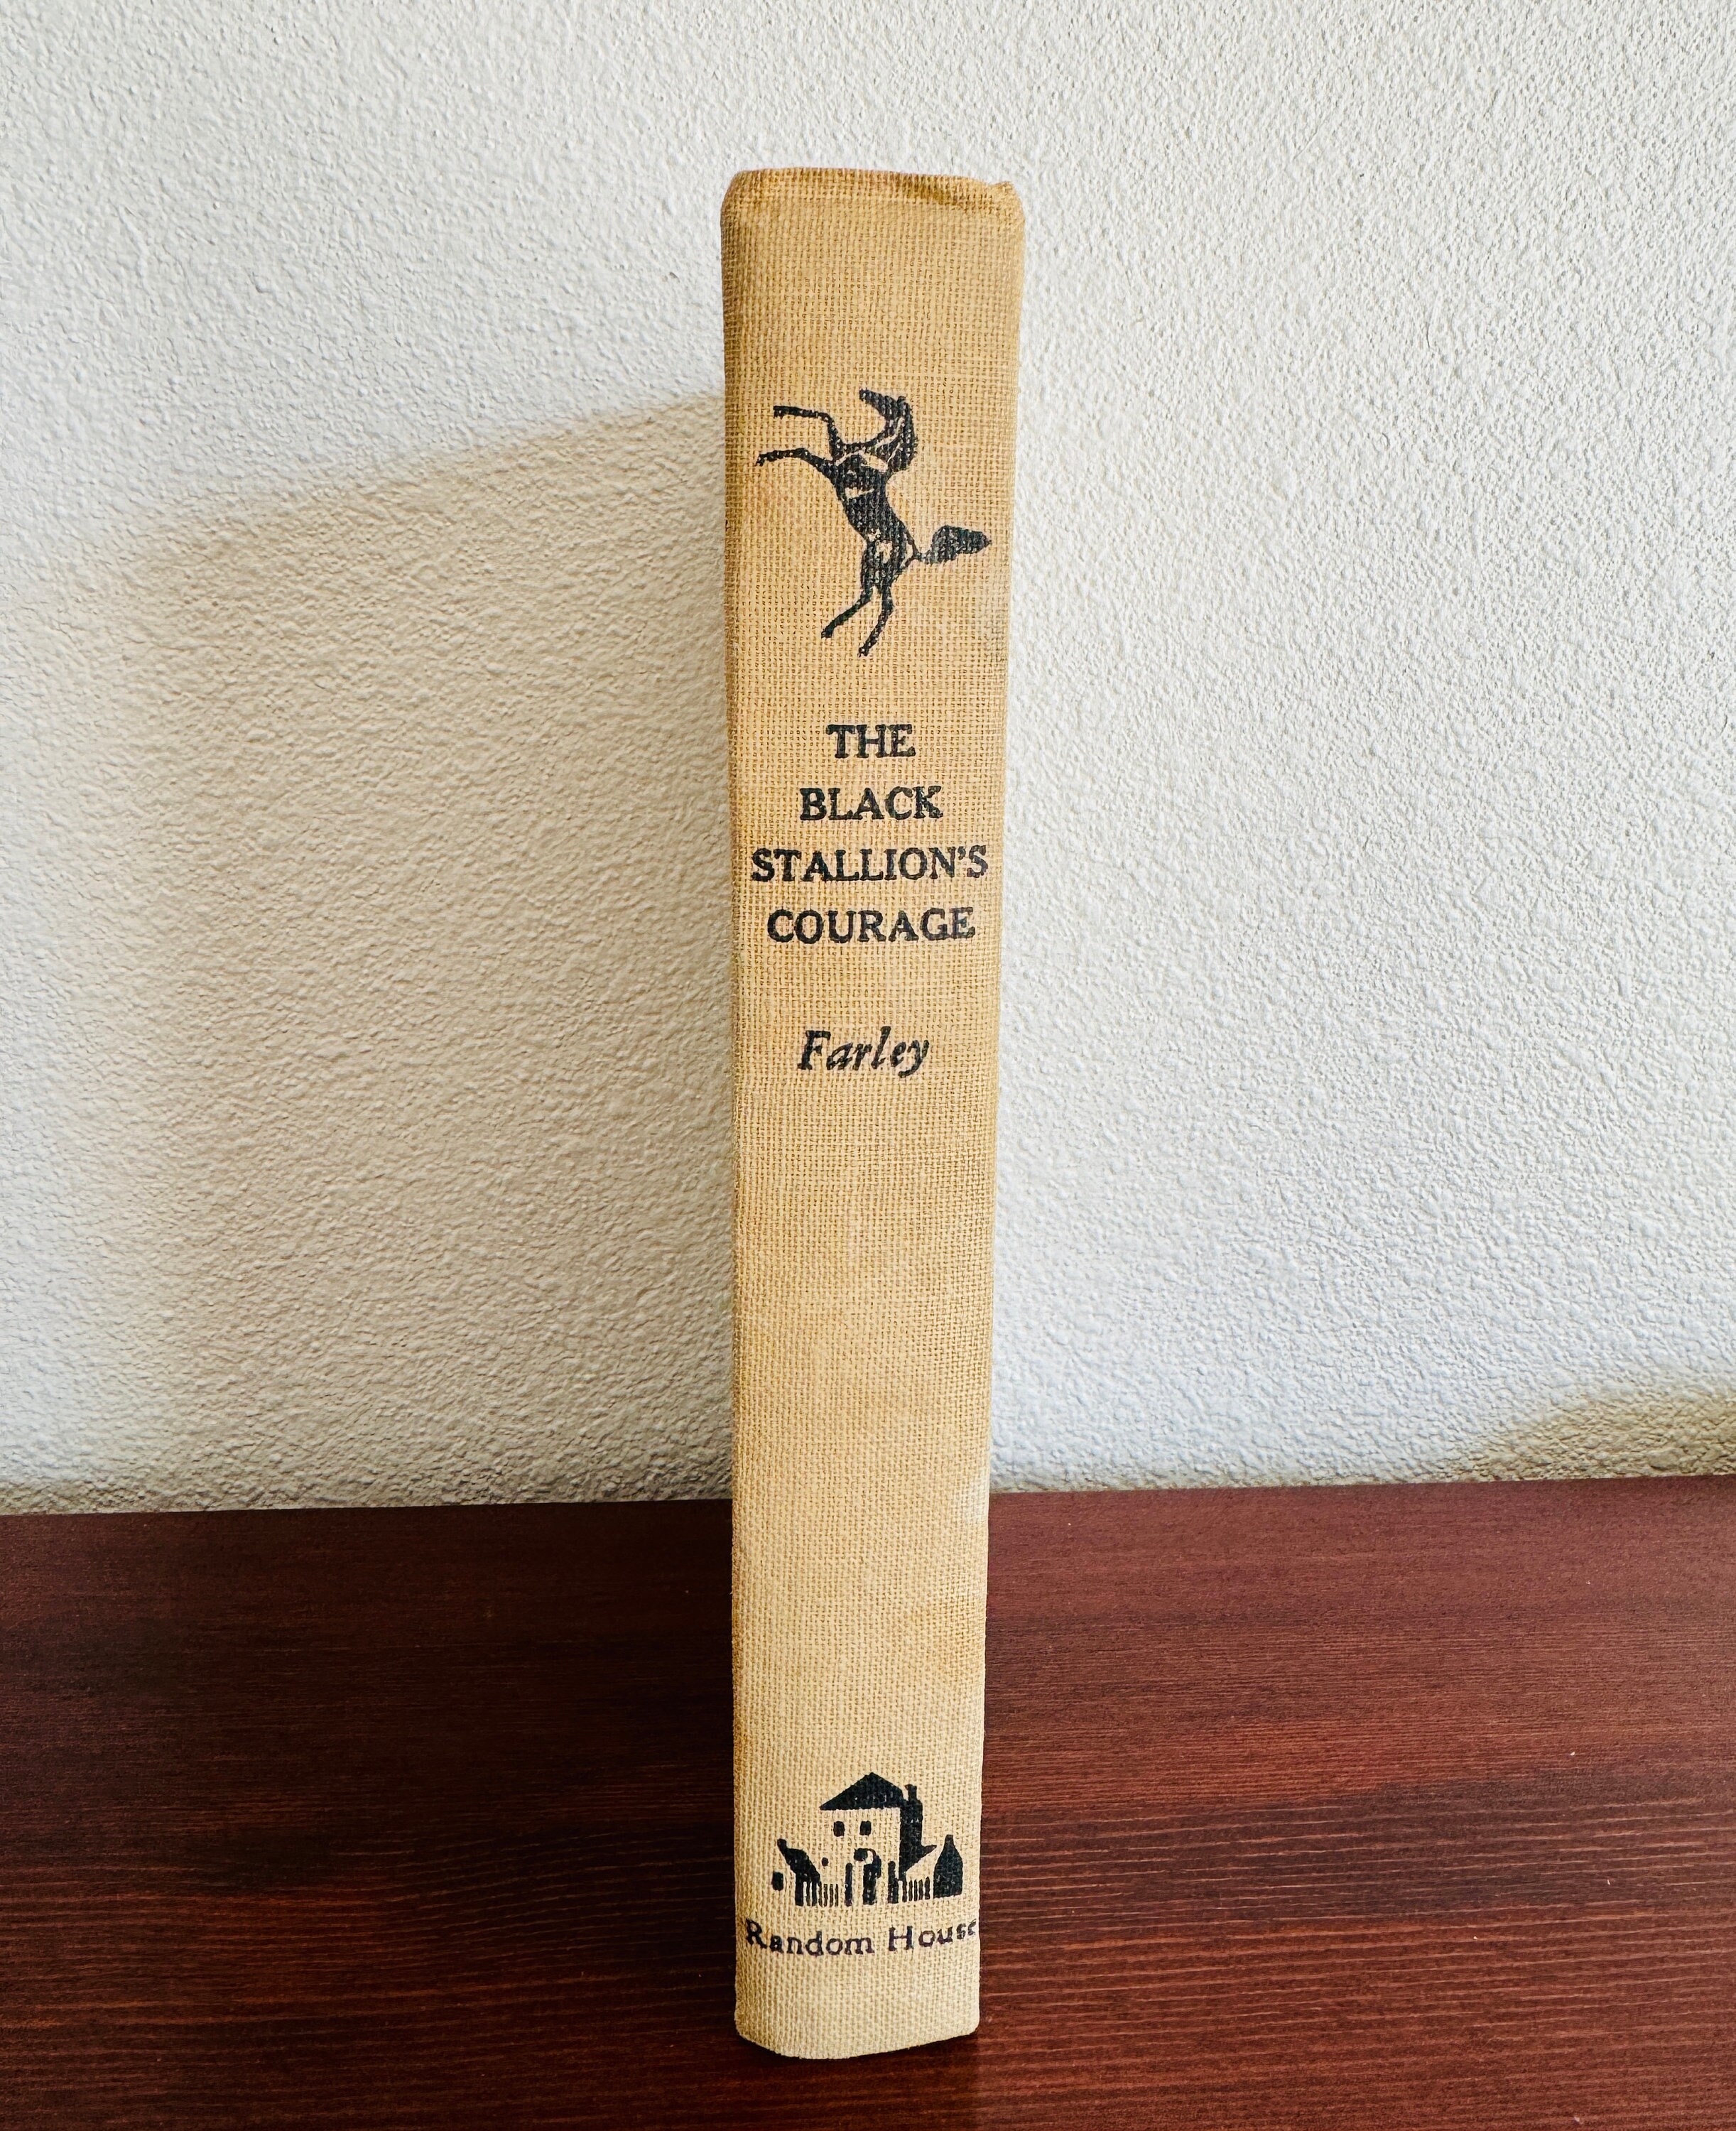 THE
BLACK
STALLION'S
COURAGE
Farley
Random House